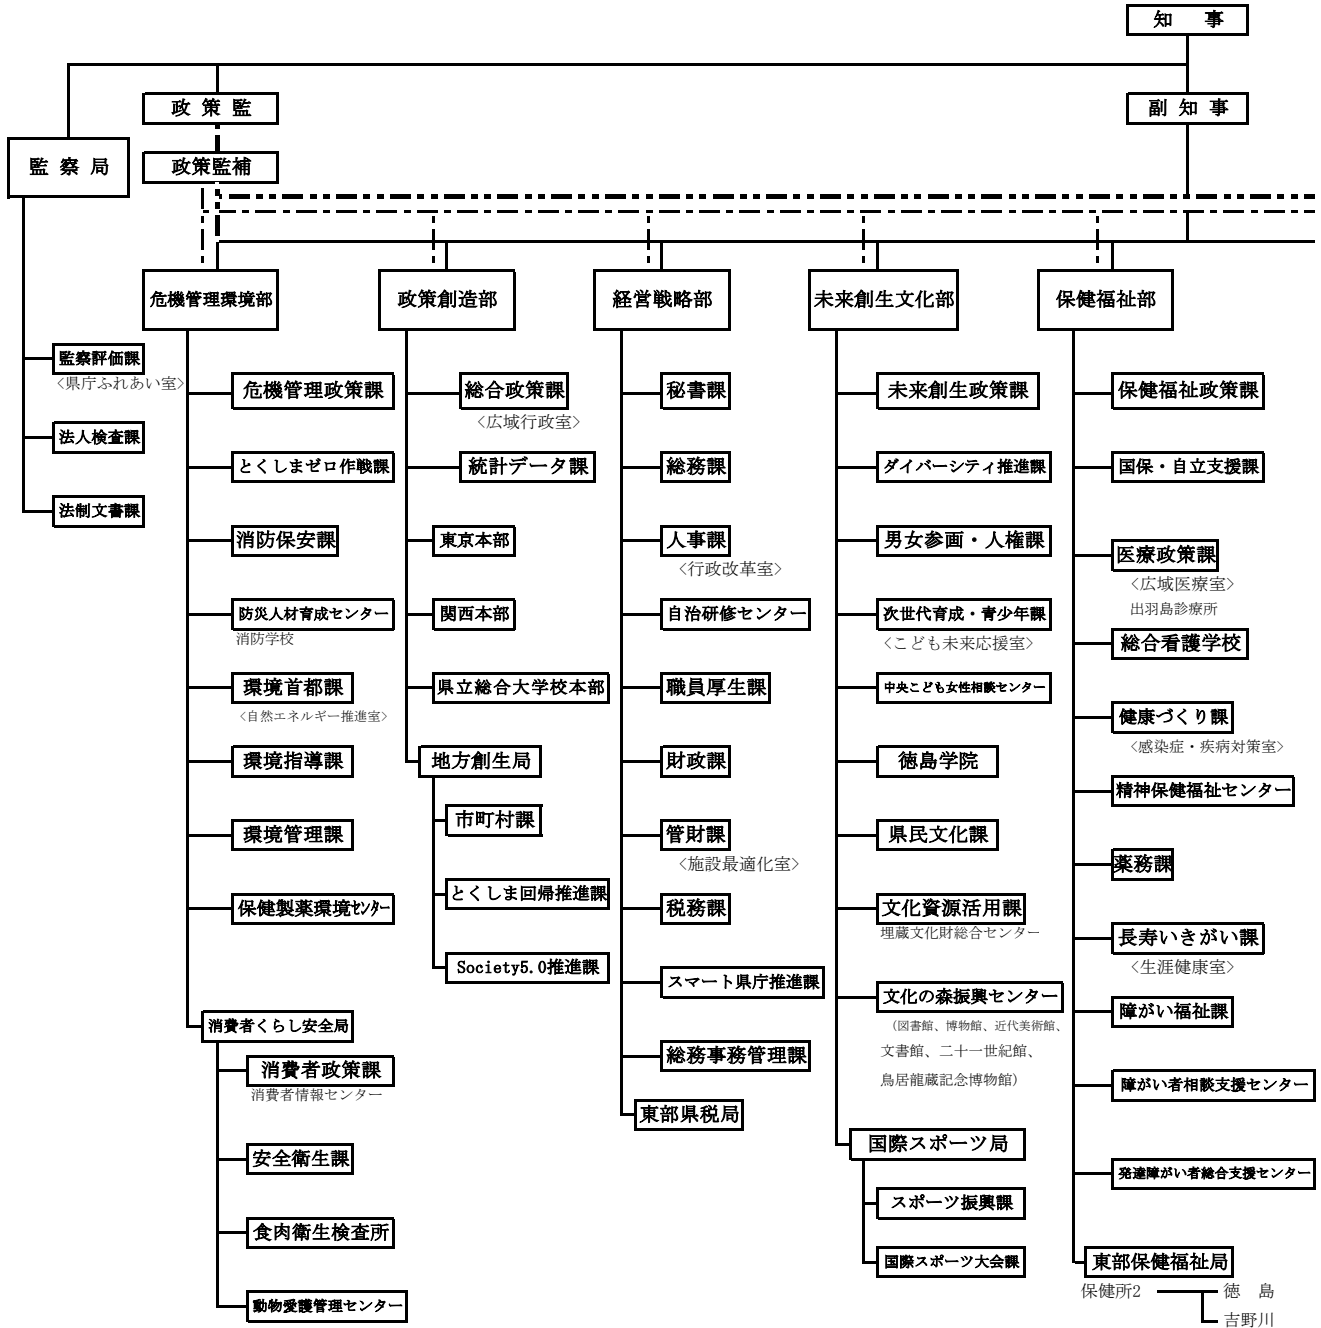 知　事
政 策 監
副 知 事
監 察 局
政策監補
監察評価課
〈県庁ふれあい室〉
法人検査課
法制文書課
危機管理環境部
危機管理政策課
とくしまゼロ作戦課
消防保安課
防災人材育成センター
消防学校
環境首都課
〈自然エネルギー推進室〉
環境指導課
環境管理課
保健製薬環境ｾﾝﾀｰ
消費者くらし安全局
消費者政策課
消費者情報センター
安全衛生課
食肉衛生検査所
動物愛護管理センター
政策創造部
総合政策課
〈広域行政室〉
統計データ課
東京本部
関西本部
県立総合大学校本部
地方創生局
市町村課
とくしま回帰推進課
Society5.0推進課
経営戦略部
秘書課
総務課
人事課
〈行政改革室〉
自治研修センター
職員厚生課
財政課
管財課
〈施設最適化室〉
税務課
スマート県庁推進課
総務事務管理課
東部県税局
未来創生文化部
未来創生政策課
ダイバーシティ推進課
男女参画・人権課
次世代育成・青少年課
〈こども未来応援室〉
中央こども女性相談センター
徳島学院
県民文化課
文化資源活用課
埋蔵文化財総合センター
文化の森振興センター
（図書館、博物館、近代美術館、
文書館、二十一世紀館、
鳥居龍蔵記念博物館）
国際スポーツ局
スポーツ振興課
国際スポーツ大会課
保健福祉部
保健福祉政策課
国保・自立支援課
医療政策課
〈広域医療室〉
出羽島診療所
総合看護学校
健康づくり課
〈感染症・疾病対策室〉
精神保健福祉センター
薬務課
長寿いきがい課
〈生涯健康室〉
障がい福祉課
障がい者相談支援センター
発達障がい者総合支援センター
東部保健福祉局
保健所2
徳　島
吉野川